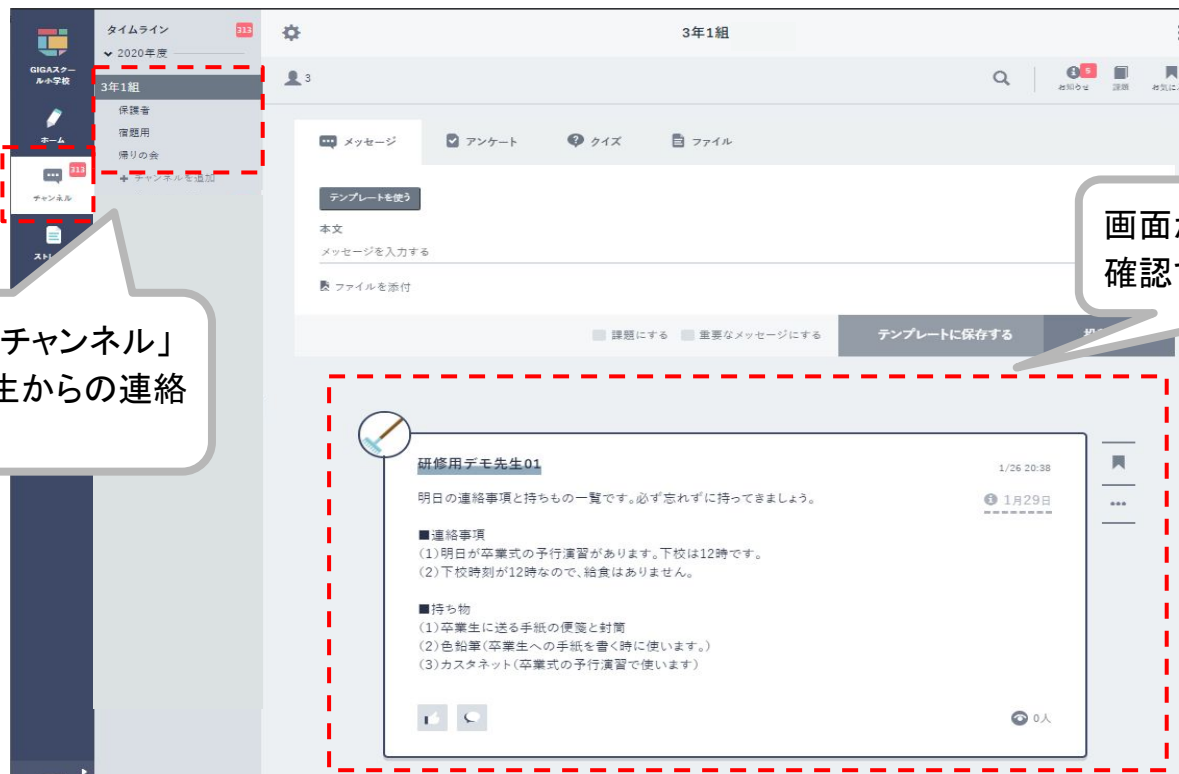 GIGAスクー
ル小学校
ホーム
313
チャンネル
タイムライン
313
2020年度
3年1組
保護者
宿題用
帰りの会
+ チャンネルを追加
3年1組
3
5
お知らせ
課題
メッセージ
アンケート
クイズ
ファイル
テンプレートを使う
本文
メッセージを入力する
ファイルを添付
課題にする
重要なメッセージにする
テンプレートに保存する
画面
確認
チャンネル」
生からの連絡
研修用デモ先生01
1/26 20:38
明日の連絡事項と持ちもの一覧です。必ず忘れずに持ってきましょう。
1月29日
■連絡事項
(1)明日が卒業式の予行演習があります。下校は12時です。
(2)下校時刻が12時なので、給食はありません。
■持ち物
(1)卒業生に送る手紙の便箋と封筒
(2)色鉛筆(卒業生への手紙を書く時に使います。)
(3)カスタネット(卒業式の予行演習で使います)
0人